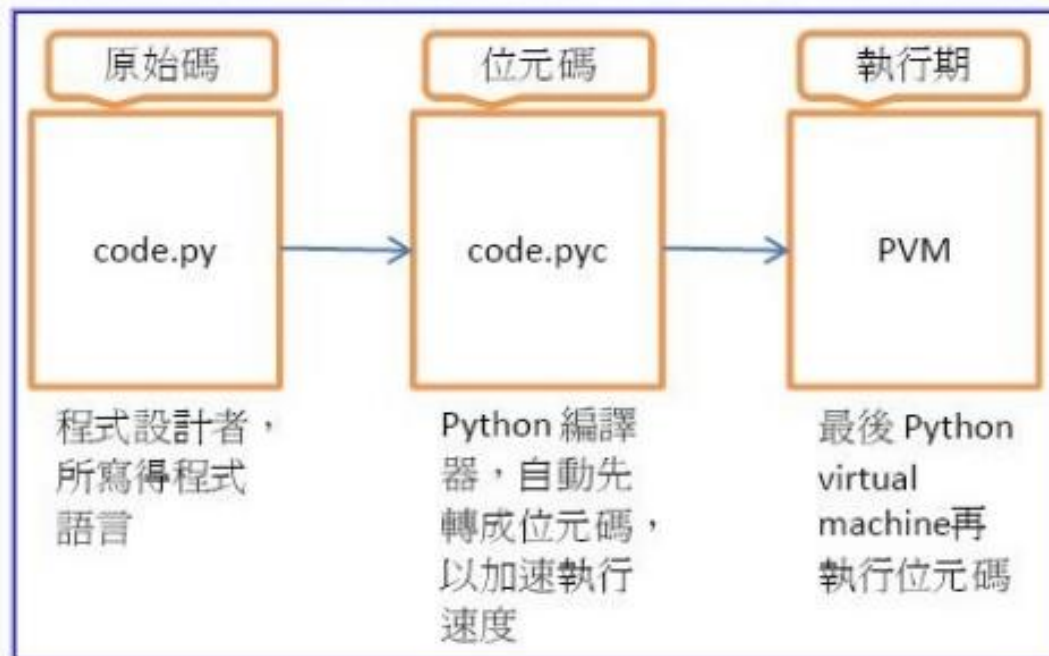 原始碼
位元碼
執行期
code.py
code.pyc
PVM
程式設計者，
所寫得程式
語言
Python 編譯
器，自動先
轉成位元碼，
以加速執行
速度
最後 Python
virtual
machine再
執行位元碼